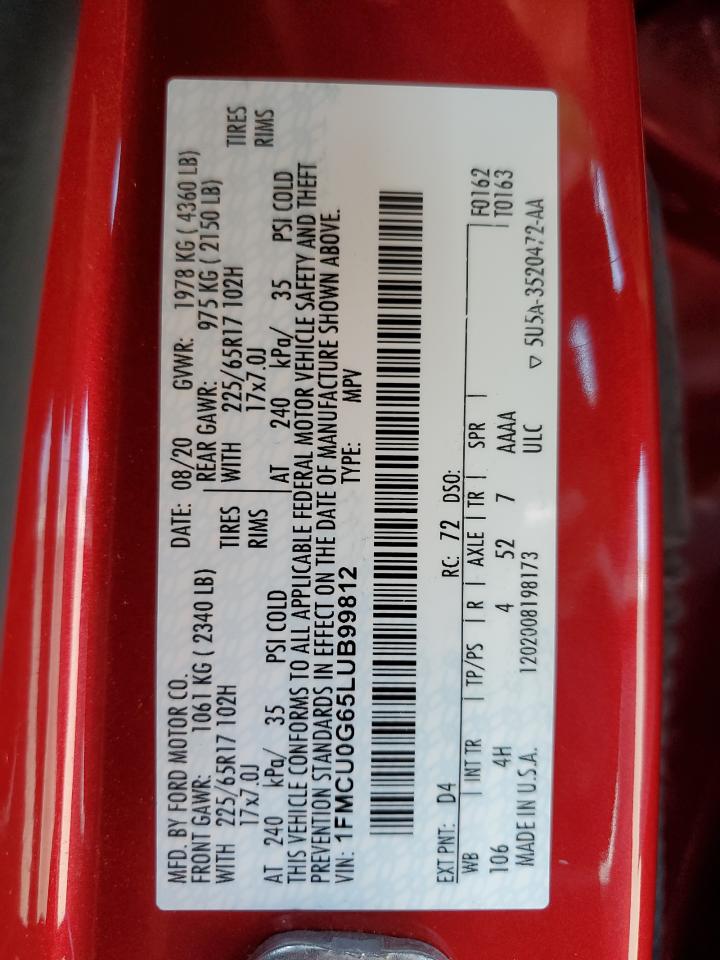 MFD. BY FORD MOTOR CO. DATE: 08/20 GVWR: 1978 KG ( 4360 LB)
FRONT GAWR: 1061 KG ( 2340 LB) REAR GAWR: 975 KG ( 2150 LB)
WITH 225/65R17 102H TIRES WITH 225/65R17 102H TIRES
17x7.0J RIMS 17x7.0J RIMS
AT 240 kPa/ 35 PSI COLD AT 240 kPa/ 35 PSI COLD
THIS VEHICLE CONFORMS TO ALL APPLICABLE FEDERAL MOTOR VEHICLE SAFETY AND THEFT
PREVENTION STANDARDS IN EFFECT ON THE DATE OF MANUFACTURE SHOWN ABOVE.
VIN: 1FMCU0G65LUB99812 TYPE: MPV
EXT PNT: D4 RC: 72 DSO:
WB INT TR TP/PS R AXLE TR SPR F0162
106 4H 4 52 7 AAAA T0163
MADE IN U.S.A. 1202008198173 ULC
▽ 5U5A-3520472-AA